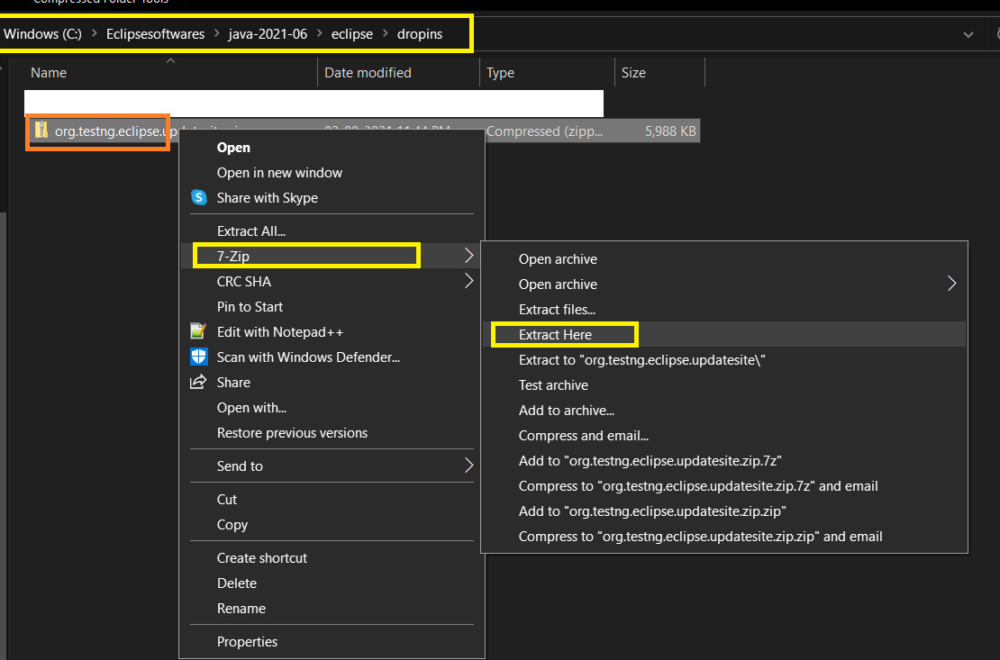 Compressed Folder Tools
Windows (C:) > Eclipsesoftwares > java-2021-06 > eclipse > dropins
Name Date modified Type Size
org.testng.eclipse.up Compressed (zipp... 5,988 KB
Open
Open in new window
Share with Skype
Extract All...
7-Zip
CRC SHA
Pin to Start
Edit with Notepad++
Scan with Windows Defender...
Share
Open with...
Restore previous versions
Send to
Cut
Copy
Create shortcut
Delete
Rename
Properties
Open archive
Open archive
Extract files...
Extract Here
Extract to "org.testng.eclipse.updatesite\"
Test archive
Add to archive...
Compress and email...
Add to "org.testng.eclipse.updatesite.zip.7z"
Compress to "org.testng.eclipse.updatesite.zip.7z" and email
Add to "org.testng.eclipse.updatesite.zip.zip"
Compress to "org.testng.eclipse.updatesite.zip.zip" and email